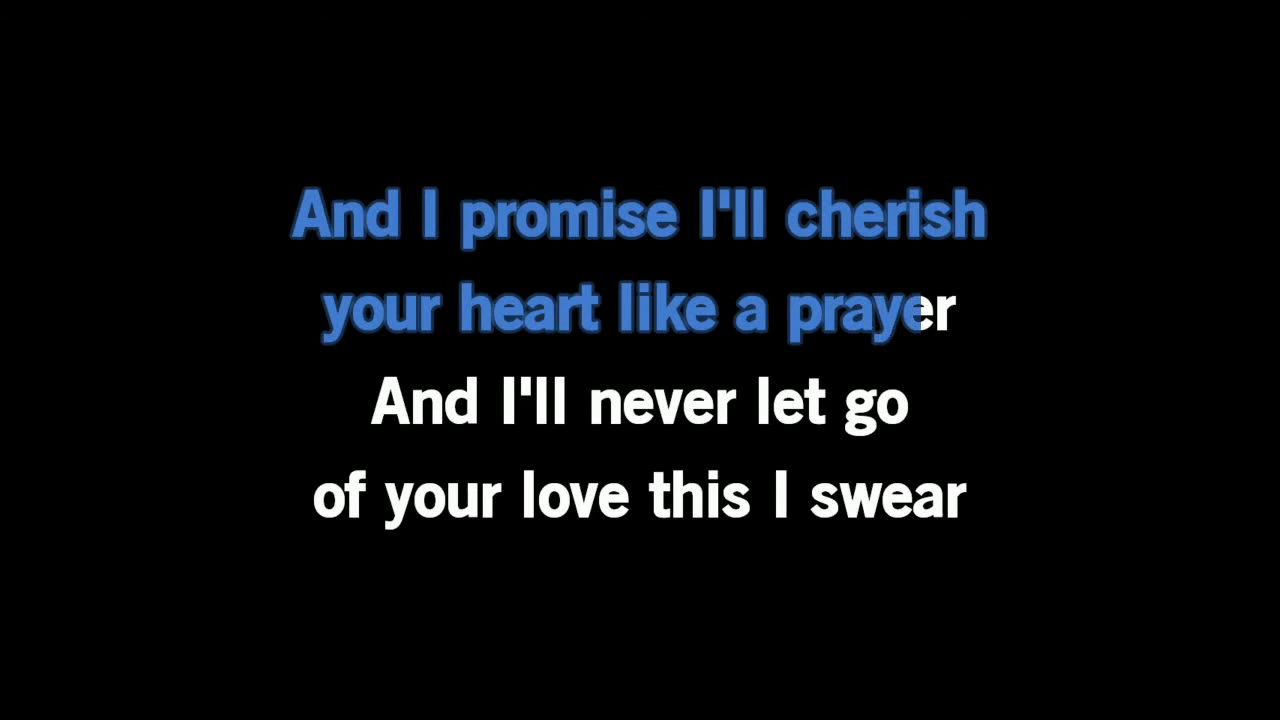 And I promise I'll cherish
your heart like a prayer
And I'll never let go
of your love this I swear